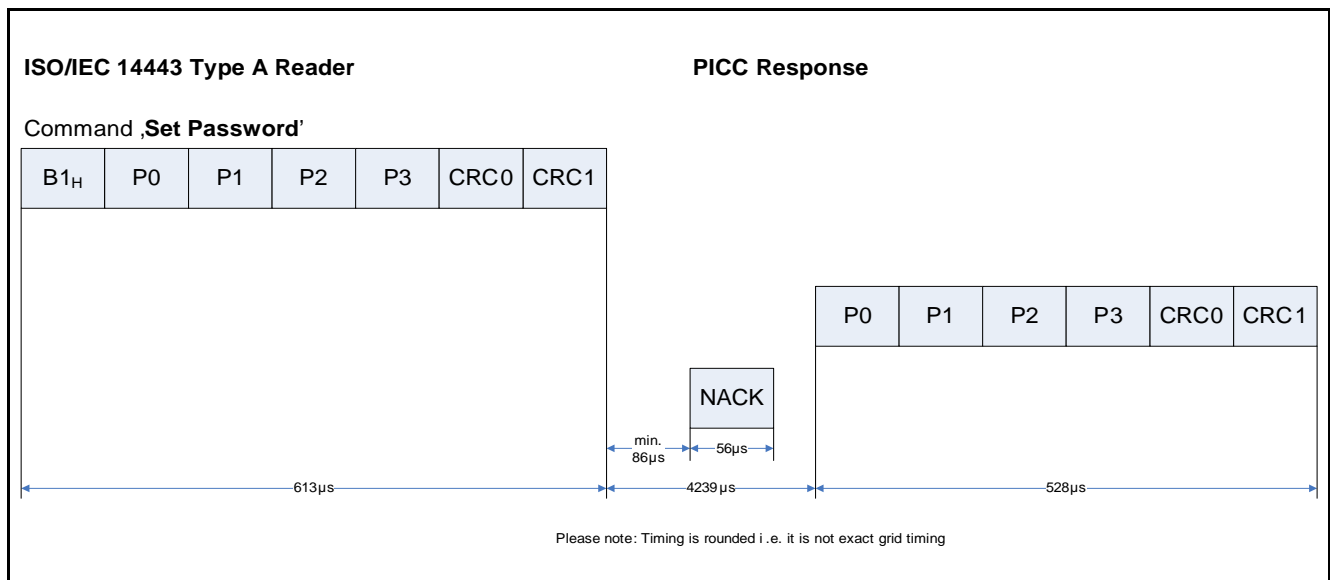 ISO/IEC 14443 Type A Reader
PICC Response
Command ‚Set Password'
B1H P0 P1 P2 P3 CRC0 CRC1
P0 P1 P2 P3 CRC0 CRC1
NACK
min.
86µs
56µs
613µs
4239µs
528µs
Please note: Timing is rounded i .e. it is not exact grid timing